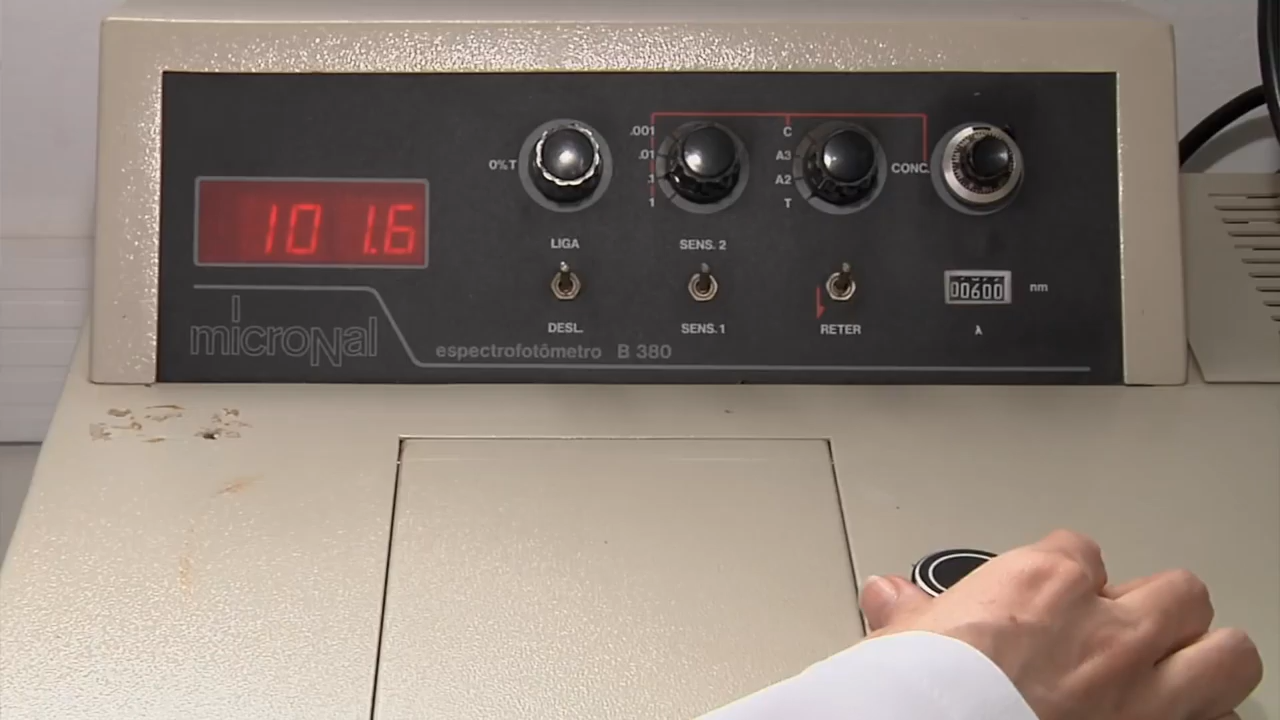 0%T
.001
.01
.1
1
C
A3
A2
T
CONC.
101.6
LIGA
SENS. 2
DESL.
SENS. 1
RETER
00600 nm
λ
micronal
espectrofotômetro B 380